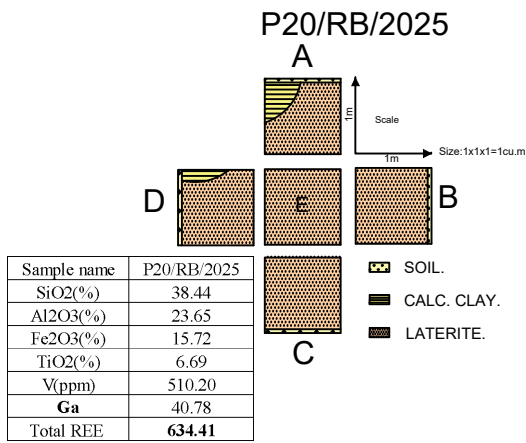 P20/RB/2025
A
1m
Scale
1m
Size:1x1x1=1cu.m
D
E
B
SOIL.
CALC. CLAY.
LATERITE.
C
Sample name P20/RB/2025
SiO2(%) 38.44
Al2O3(%) 23.65
Fe2O3(%) 15.72
TiO2(%) 6.69
V(ppm) 510.20
Ga 40.78
Total REE 634.41